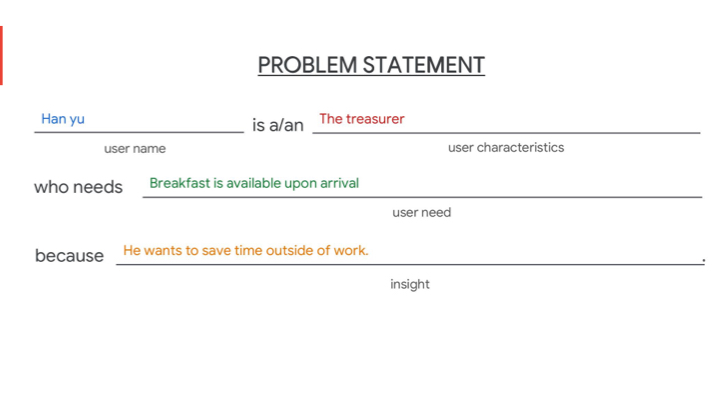 PROBLEM STATEMENT
Han yu is a/an The treasurer
user name user characteristics
who needs Breakfast is available upon arrival
user need
because He wants to save time outside of work. .
insight